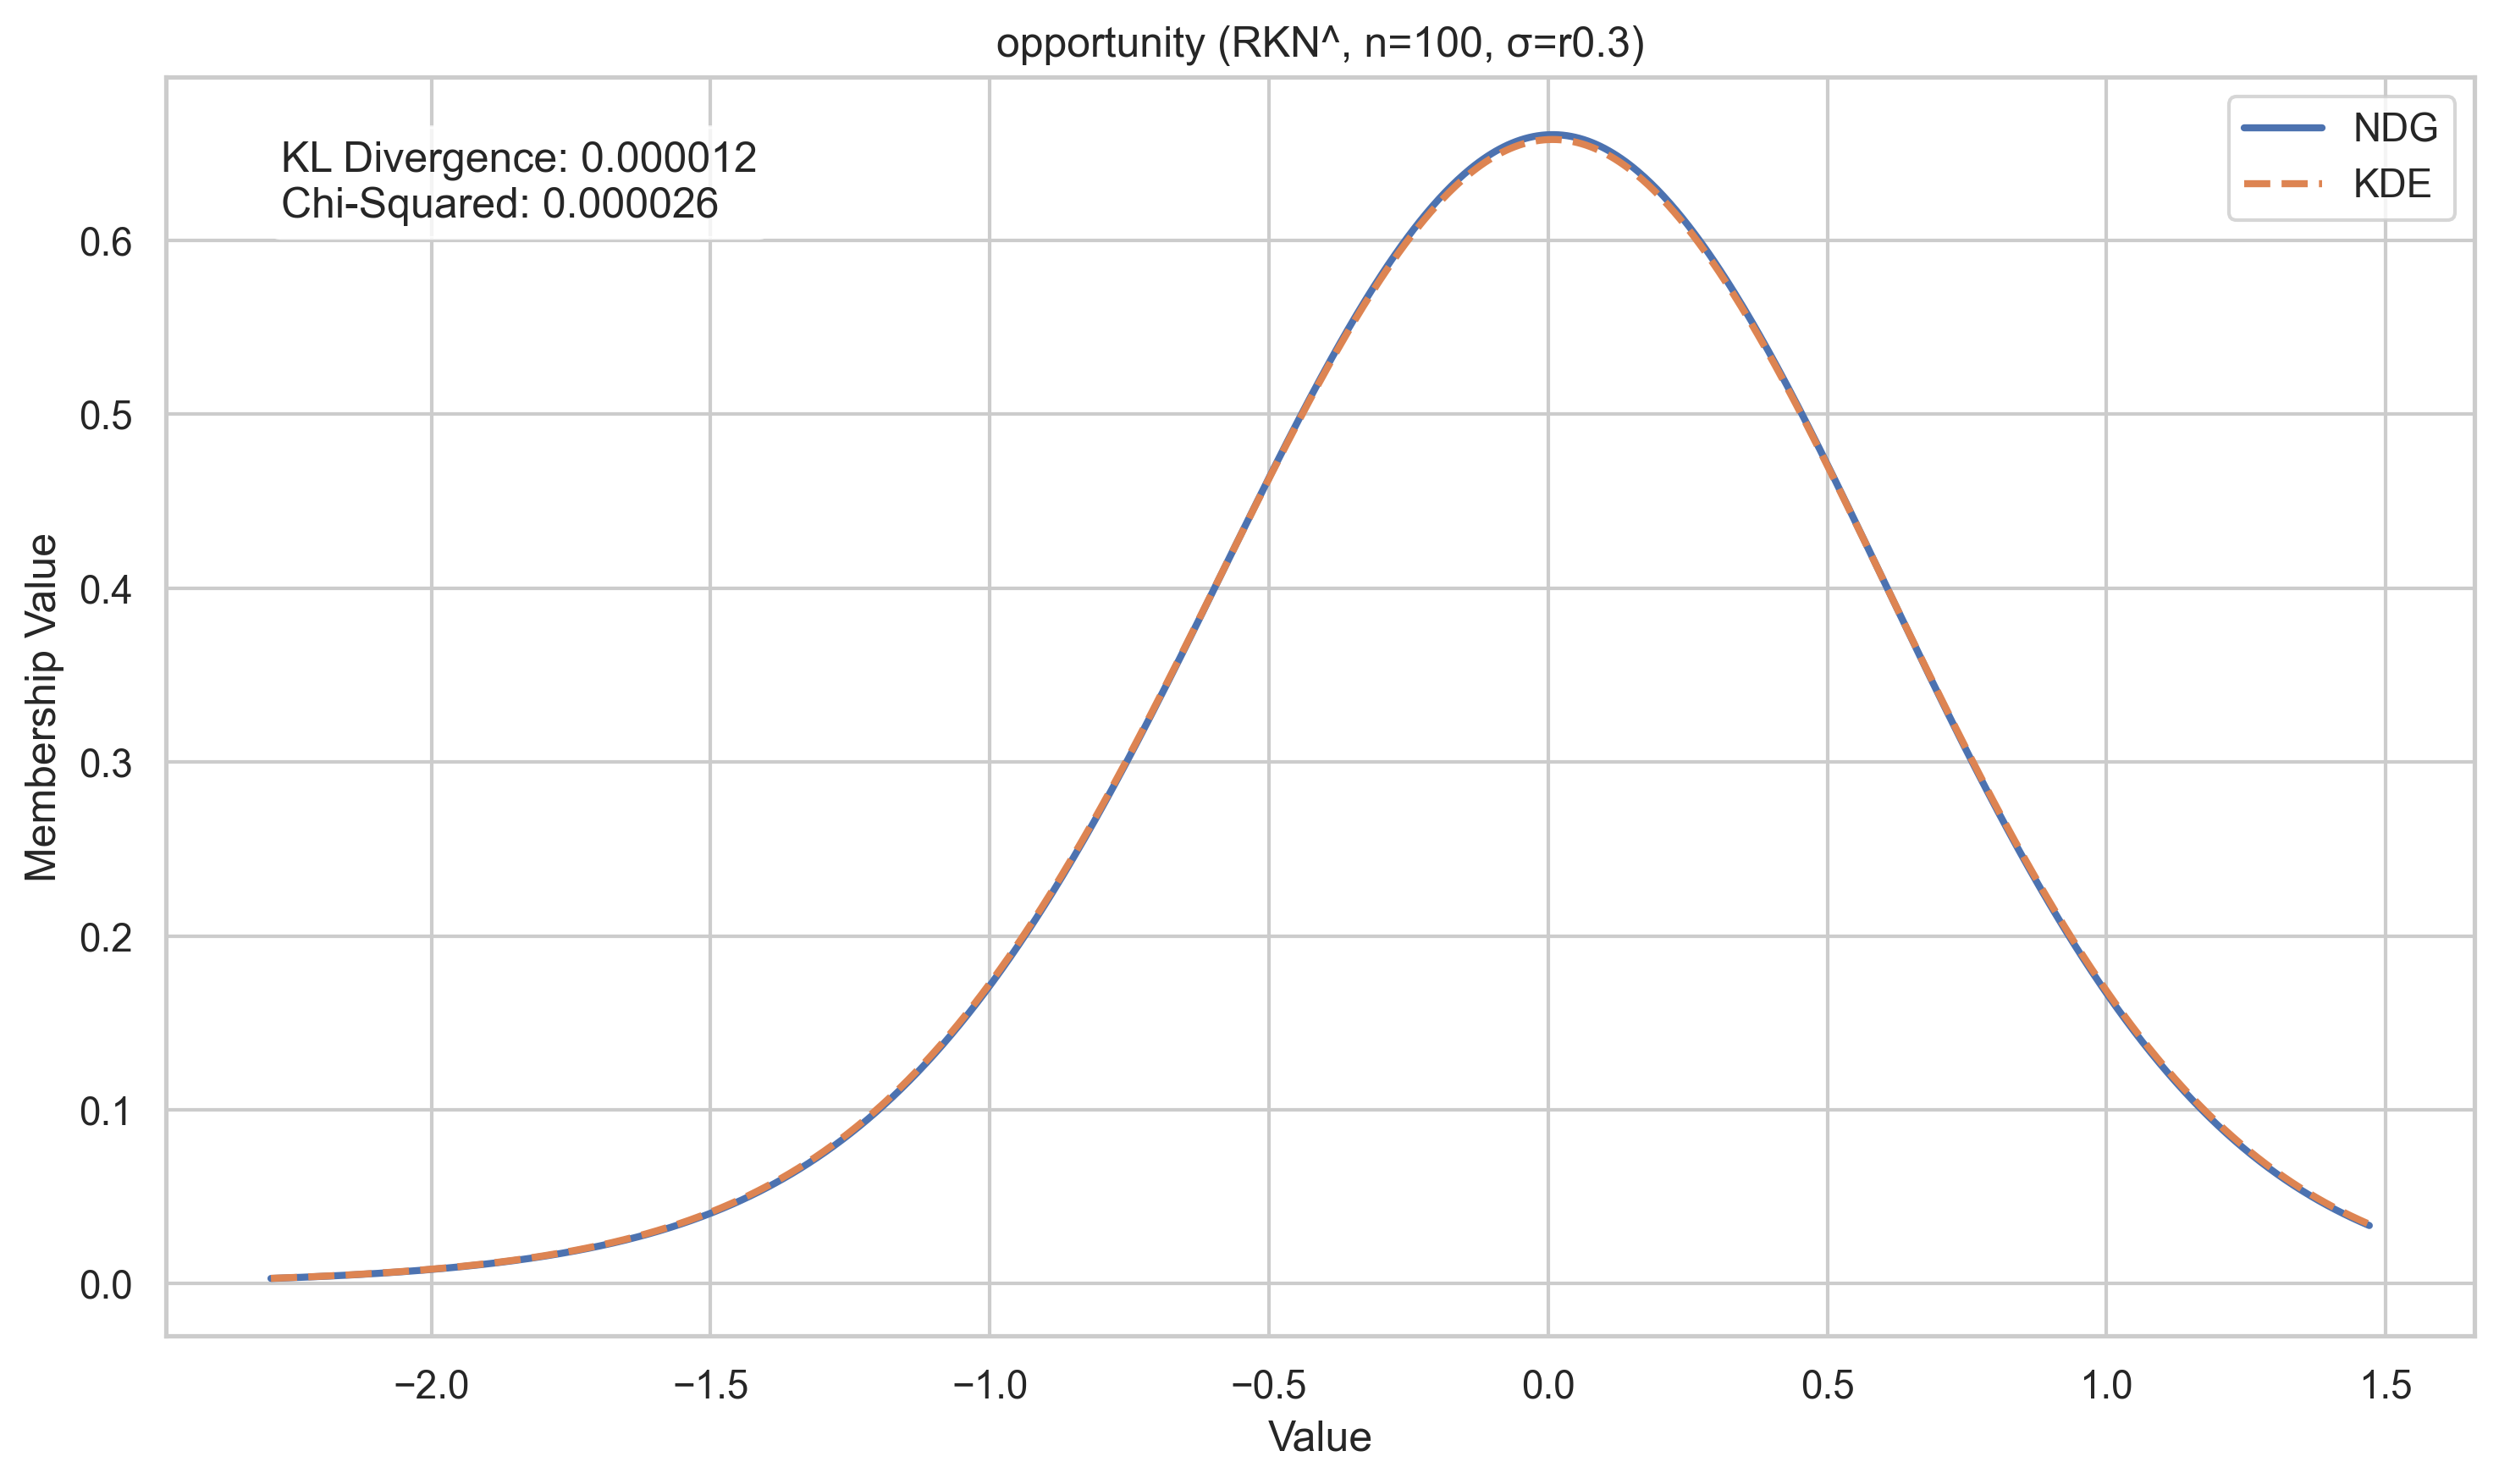 opportunity (RKN^, n=100, σ=r0.3)
KL Divergence: 0.000012
Chi-Squared: 0.000026
NDG
KDE
Membership Value
0.6
0.5
0.4
0.3
0.2
0.1
0.0
−2.0
−1.5
−1.0
−0.5
0.0
0.5
1.0
1.5
Value